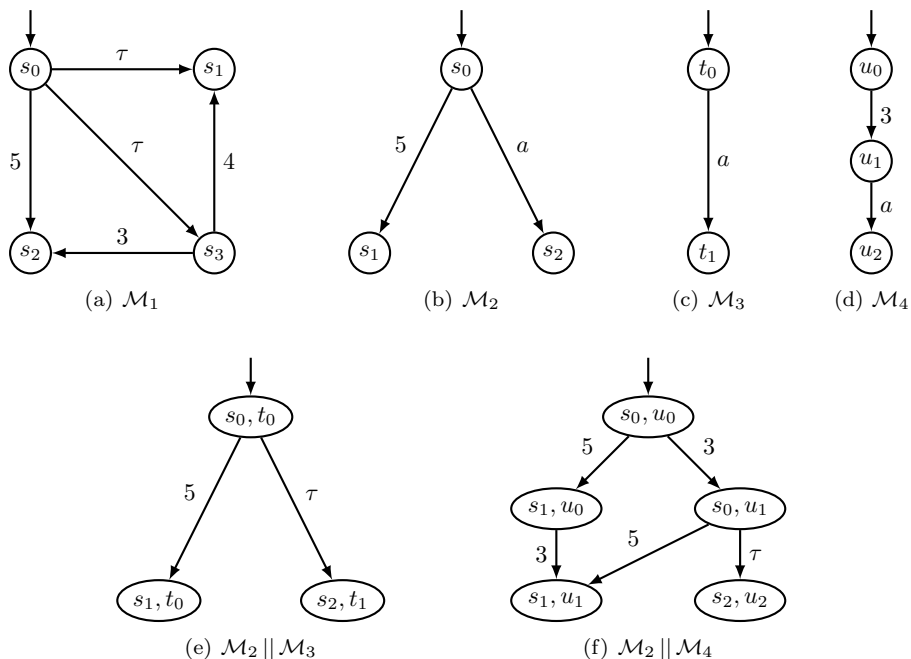 s₀ τ s₁
5 τ 4
s₂ 3 s₃
(a) M₁
s₀
5 a
s₁ s₂
(b) M₂
t₀
a
t₁
(c) M₃
u₀
3
u₁
a
u₂
(d) M₄
s₀, t₀
5 τ
s₁, t₀ s₂, t₁
(e) M₂ || M₃
s₀, u₀
5 3
s₁, u₀ s₀, u₁
3 5 τ
s₁, u₁ s₂, u₂
(f) M₂ || M₄